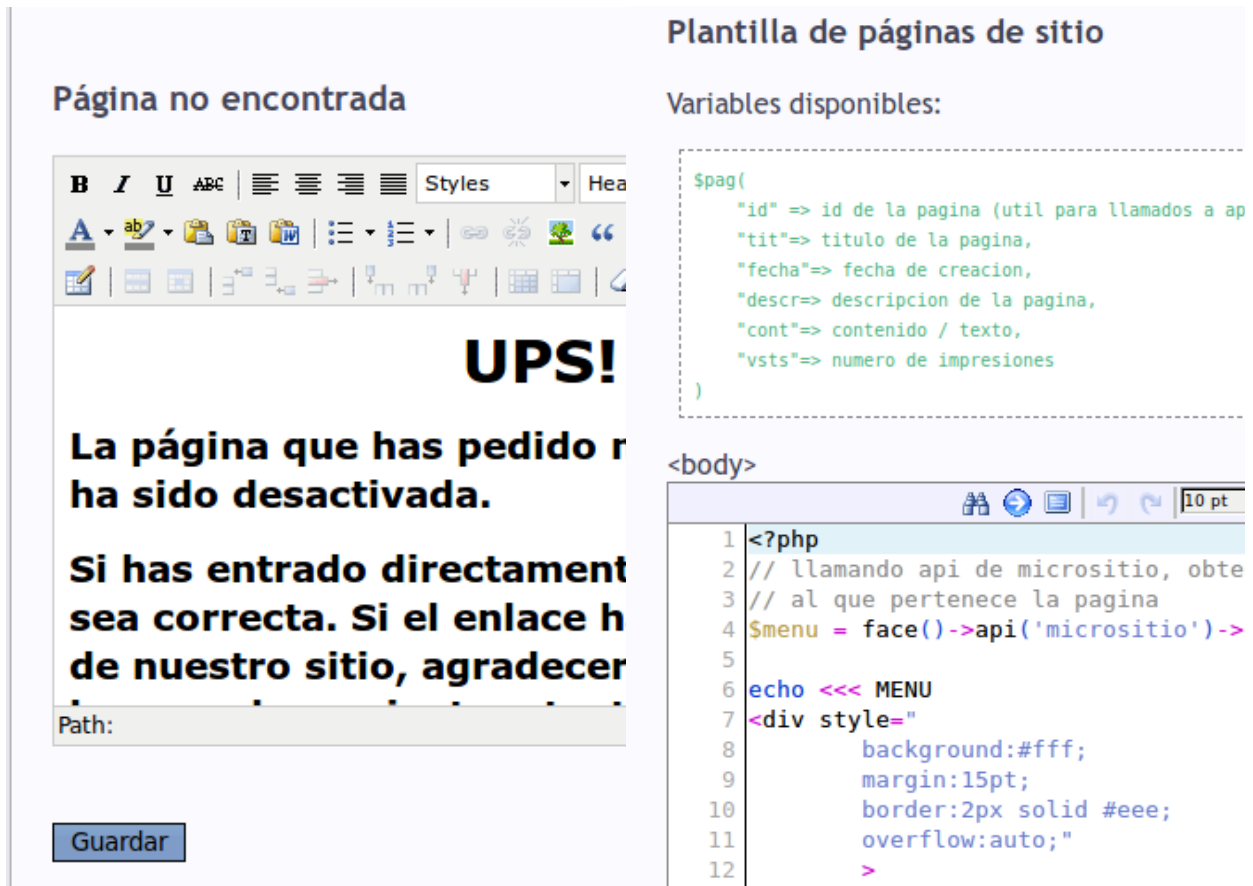 Página no encontrada
B I U ABC Styles Hea
A ab T W
UPS!
La página que has pedido
ha sido desactivada.
Si has entrado directament
sea correcta. Si el enlace h
de nuestro sitio, agradecer
Path:
Guardar
Plantilla de páginas de sitio
Variables disponibles:
$pag(
"id" => id de la pagina (util para llamados a ap
"tit"=> titulo de la pagina,
"fecha"=> fecha de creacion,
"descr=> descripcion de la pagina,
"cont"=> contenido / texto,
"vsts"=> numero de impresiones
)
<body>
10 pt
1 <?php
2 // llamando api de micrositio, obte
3 // al que pertenece la pagina
4 $menu = face()->api('micrositio')->
5
6 echo <<< MENU
7 <div style="
8 background:#fff;
9 margin:15pt;
10 border:2px solid #eee;
11 overflow:auto;"
12 >